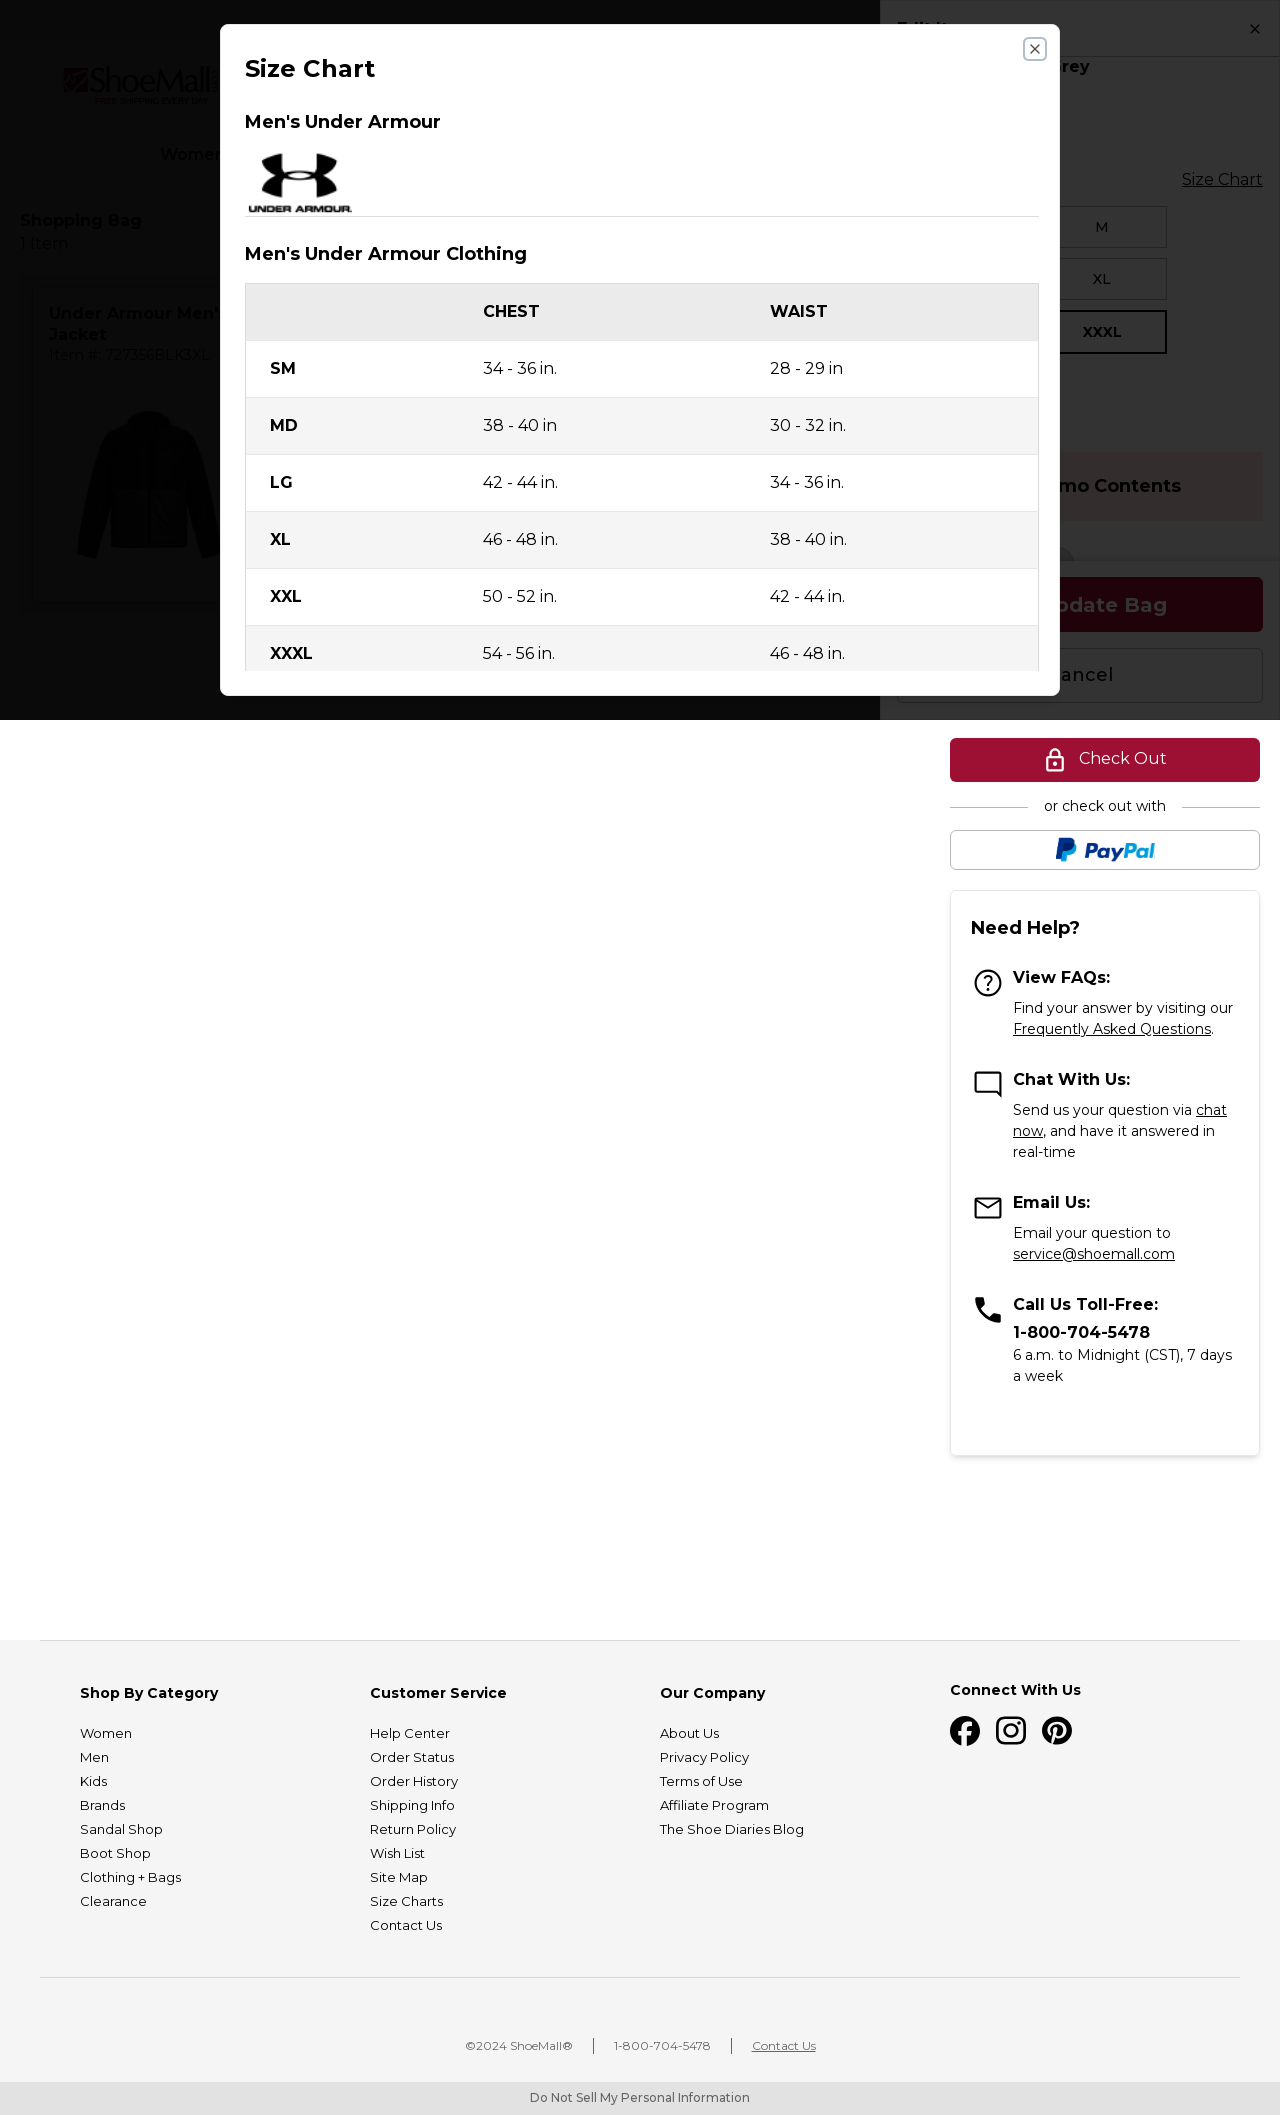 Size Chart
Men's Under Armour
UNDER ARMOUR.
Men's Under Armour Clothing
CHEST WAIST
SM 34 - 36 in. 28 - 29 in
MD 38 - 40 in 30 - 32 in.
LG 42 - 44 in. 34 - 36 in.
XL 46 - 48 in. 38 - 40 in.
XXL 50 - 52 in. 42 - 44 in.
XXXL 54 - 56 in. 46 - 48 in.
ShoeMall
FREE SHIPPING EVERY DAY
Shopping Bag
1 Item
Under Armour Men'
Jacket
Item #: 727356BLK3XL
Size Chart
M
XL
XXXL
Contents
Bag
Check Out
or check out with
PayPal
Need Help?
View FAQs:
Find your answer by visiting our
Frequently Asked Questions.
Chat With Us:
Send us your question via chat
now, and have it answered in
real-time
Email Us:
Email your question to
service@shoemall.com
Call Us Toll-Free:
1-800-704-5478
6 a.m. to Midnight (CST), 7 days
a week
Shop By Category
Women
Men
Kids
Brands
Sandal Shop
Boot Shop
Clothing + Bags
Clearance
Customer Service
Help Center
Order Status
Order History
Shipping Info
Return Policy
Wish List
Site Map
Size Charts
Contact Us
Our Company
About Us
Privacy Policy
Terms of Use
Affiliate Program
The Shoe Diaries Blog
Connect With Us
©2024 ShoeMall® 1-800-704-5478 Contact Us
Do Not Sell My Personal Information